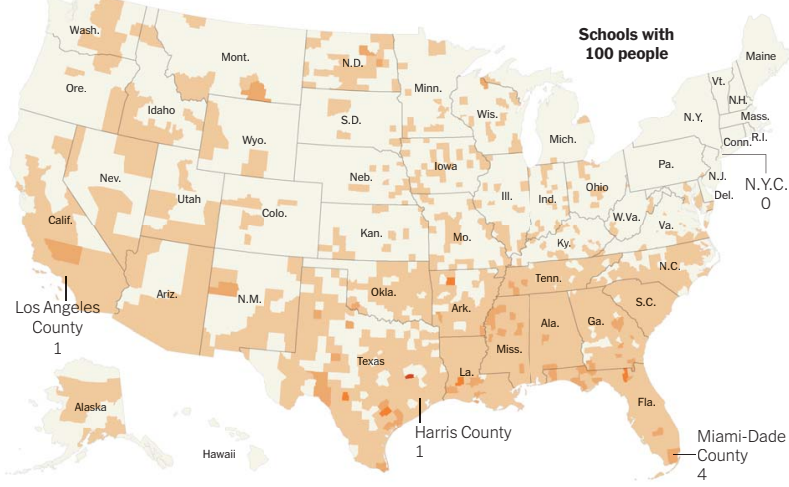 Schools with
100 people
Wash.
Mont.
N.D.
Minn.
Maine
Ore.
Idaho
S.D.
Wis.
Mich.
Vt.
N.H.
N.Y.
Mass.
Conn.
R.I.
Wyo.
Iowa
Nev.
Utah
Colo.
Neb.
Ill.
Ind.
Ohio
Pa.
N.J.
Del.
N.Y.C.
0
Calif.
Kan.
Mo.
Ky.
W.Va.
Va.
Ariz.
N.M.
Okla.
Ark.
Tenn.
N.C.
S.C.
Los Angeles
County
1
Texas
La.
Miss.
Ala.
Ga.
Alaska
Hawaii
Harris County
1
Fla.
Miami-Dade
County
4